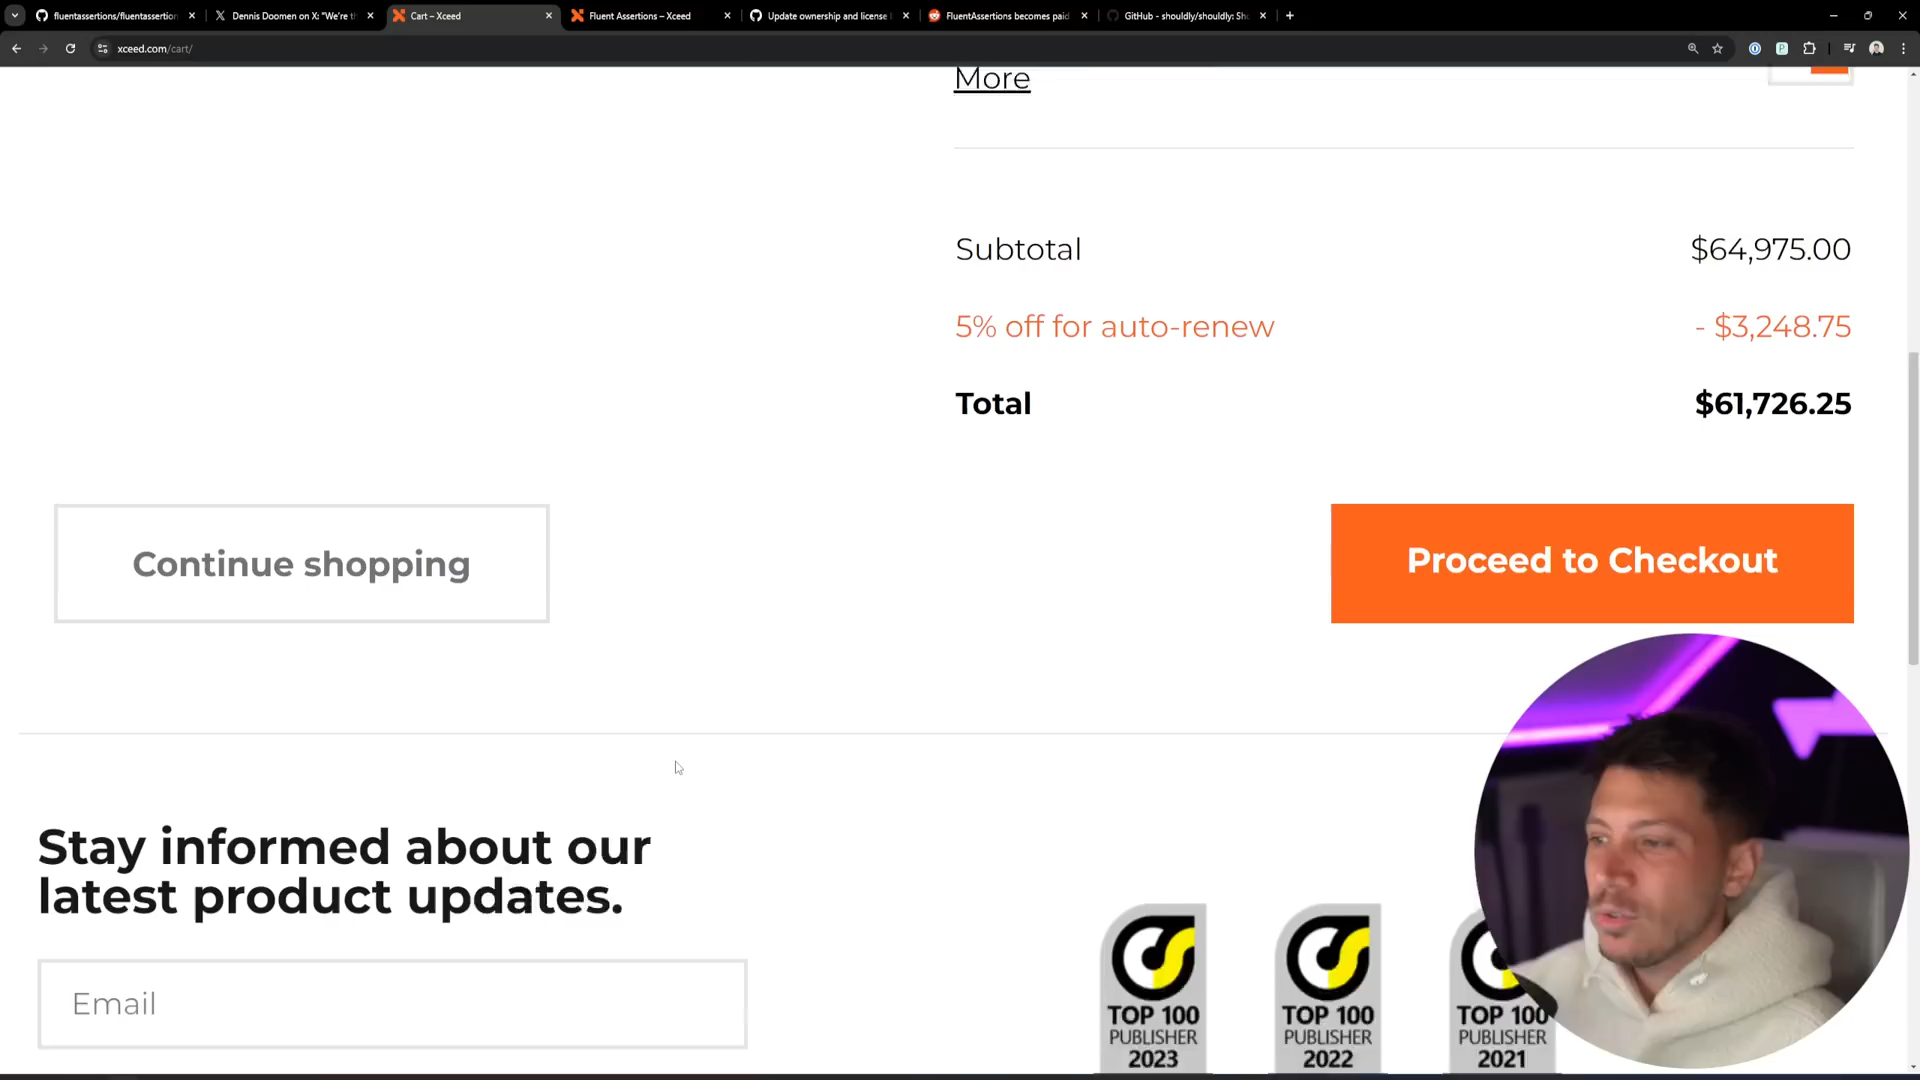 fluentassertions/fluentassertion
Dennis Doomen on X: "We're th
Cart – Xceed
Fluent Assertions – Xceed
Update ownership and license
FluentAssertions becomes paid
GitHub - shouldly/shouldly: Sho
xceed.com/cart/
More
Subtotal
$64,975.00
5% off for auto-renew
- $3,248.75
Total
$61,726.25
Continue shopping
Proceed to Checkout
Stay informed about our
latest product updates.
Email
TOP 100
PUBLISHER
2023
TOP 100
PUBLISHER
2022
TOP 100
PUBLISHER
2021